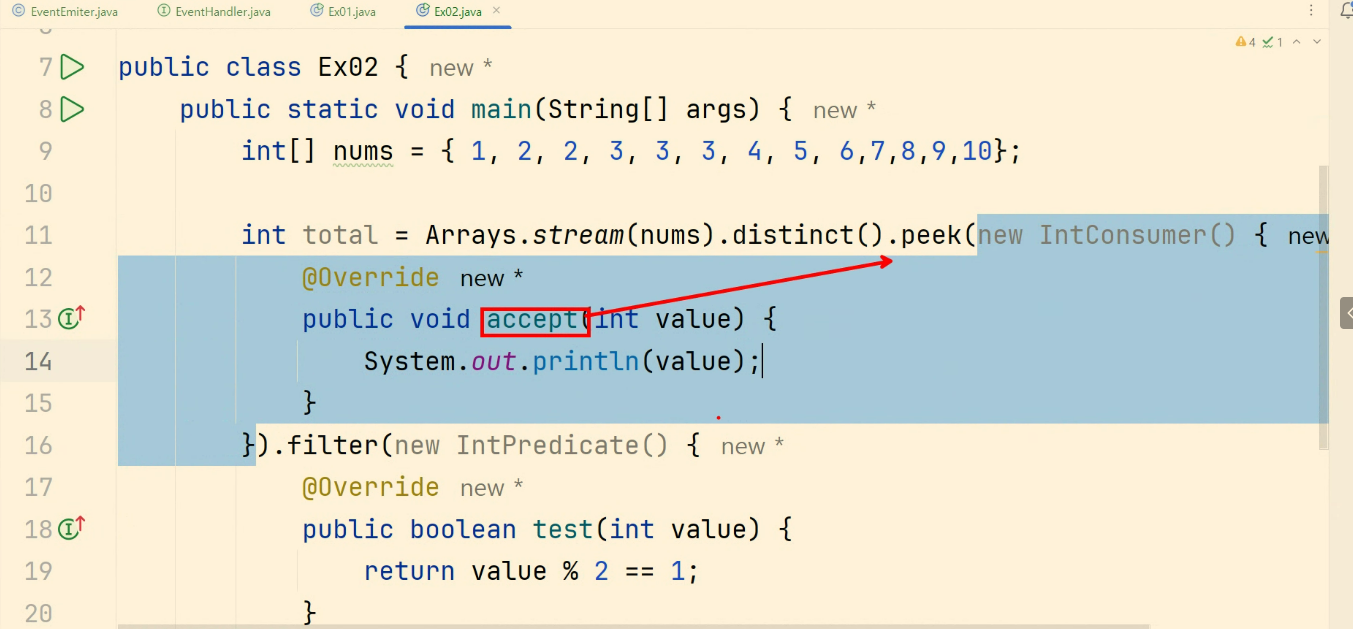 EventEmiter.java EventHandler.java Ex01.java Ex02.java
4 1
7 public class Ex02 { new *
8 public static void main(String[] args) { new *
9 int[] nums = { 1, 2, 2, 3, 3, 3, 4, 5, 6,7,8,9,10};
10
11 int total = Arrays.stream(nums).distinct().peek(new IntConsumer() { new
12 @Override new *
13 public void accept(int value) {
14 System.out.println(value);
15 }
16 }).filter(new IntPredicate() { new *
17 @Override new *
18 public boolean test(int value) {
19 return value % 2 == 1;
20 }